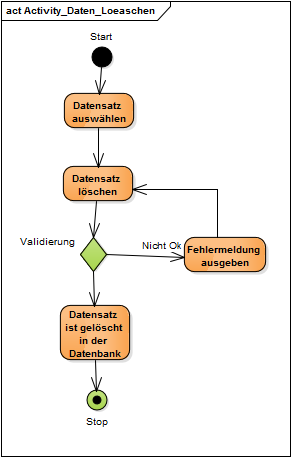 act Activity_Daten_Loeaschen
Start
Datensatz
auswählen
Datensatz
löschen
Validierung
Nicht Ok
Fehlermeldung
ausgeben
Datensatz
ist gelöscht
in der
Datenbank
Stop